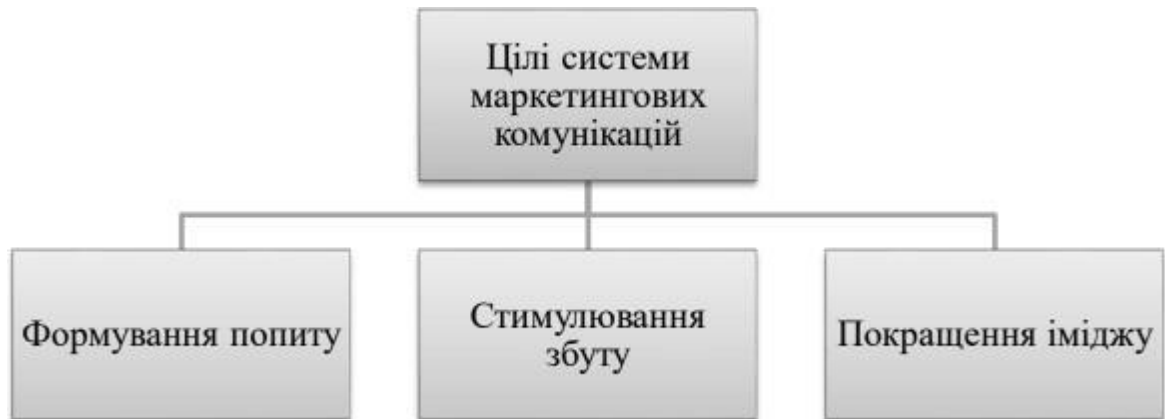 Цілі системи
маркетингових
комунікацій
Формування попиту
Стимулювання
збуту
Покращення іміджу